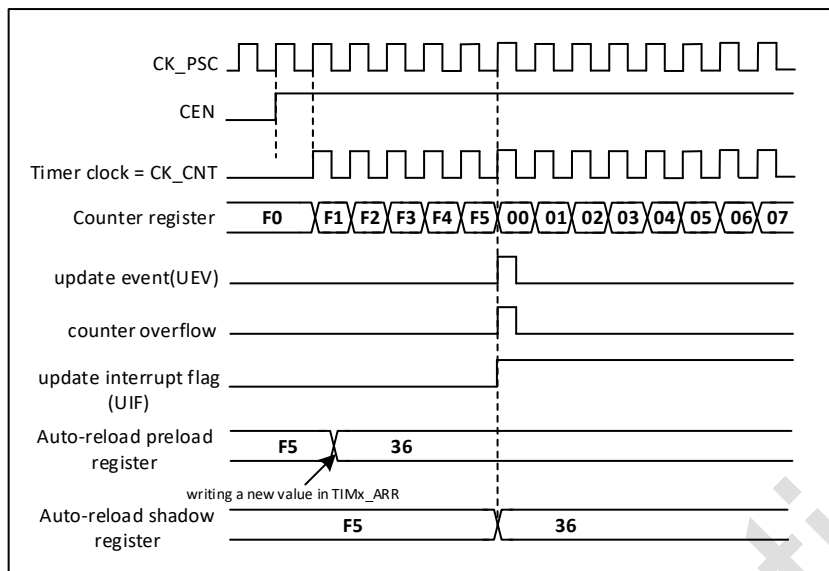 CK_PSC
CEN
Timer clock = CK_CNT
Counter register F0 F1 F2 F3 F4 F5 00 01 02 03 04 05 06 07
update event(UEV)
counter overflow
update interrupt flag
(UIF)
Auto-reload preload
register
F5 36
writing a new value in TIMx_ARR
Auto-reload shadow
register
F5 36